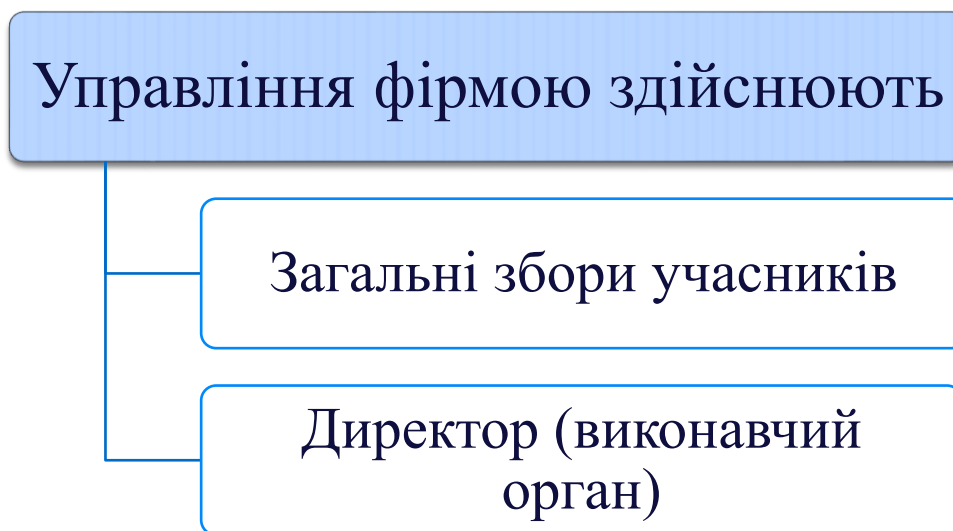 Управління фірмою здійснюють
Загальні збори учасників
Директор (виконавчий
орган)